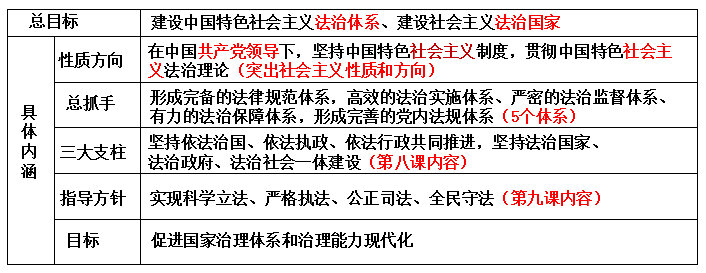 总目标
建设中国特色社会主义法治体系、建设社会主义法治国家
具体内涵
性质方向
在中国共产党领导下，坚持中国特色社会主义制度，贯彻中国特色社会主
义法治理论（突出社会主义性质和方向）
总抓手
形成完备的法律规范体系，高效的法治实施体系、严密的法治监督体系、
有力的法治保障体系，形成完善的党内法规体系（5个体系）
三大支柱
坚持依法治国、依法执政、依法行政共同推进，坚持法治国家、
法治政府、法治社会一体建设（第八课内容）
指导方针
实现科学立法、严格执法、公正司法、全民守法（第九课内容）
目标
促进国家治理体系和治理能力现代化